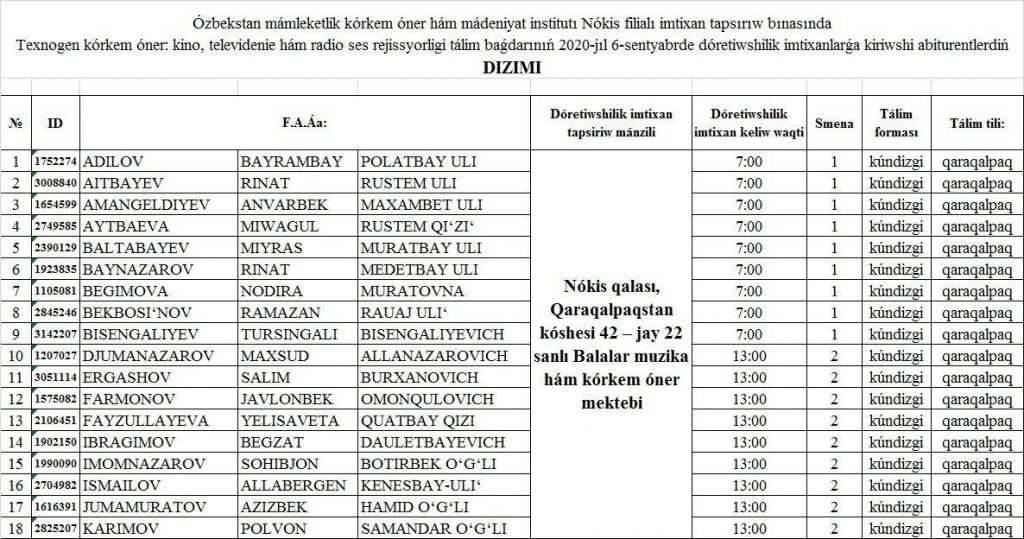 Ózbekstan mámleketlik kórkem óner hám mádeniyat institutı Nókis filialı imtixan tapsırıw bınasında
Texnogen kórkem óner: kino, televidenie hám radio ses rejissyorligi tálim baǵdarınıń 2020-jıl 6-sentyabrde dóretiwshilik imtixanlarǵa kiriwshi abiturentlerdiń
DIZIMI
№ ID F.A.Áa: Dóretiwshilik imtixan tapsiriw mánzili Dóretiwshilik imtixan keliw waqti Smena Tálim forması Tálim tili:
1 1752274 ADILOV BAYRAMBAY POLATBAY ULI 7:00 1 kúndizgi qaraqalpaq
2 3008840 AITBAYEV RINAT RUSTEM ULI 7:00 1 kúndizgi qaraqalpaq
3 1654599 AMANGELDIYEV ANVARBEK MAXAMBET ULI 7:00 1 kúndizgi qaraqalpaq
4 2749585 AYTBAEVA MIWAGUL RUSTEM QI‘ZI‘ 7:00 1 kúndizgi qaraqalpaq
5 2390129 BALTABAYEV MIYRAS MURATBAY ULI 7:00 1 kúndizgi qaraqalpaq
6 1923835 BAYNAZAROV RINAT MEDETBAY ULI 7:00 1 kúndizgi qaraqalpaq
7 1105081 BEGIMOVA NODIRA MURATOVNA 7:00 1 kúndizgi qaraqalpaq
8 2845246 BEKBOSI‘NOV RAMAZAN RAUAJ ULI‘ 7:00 1 kúndizgi qaraqalpaq
9 3142207 BISENGALIYEV TURSINGALI BISENGALIYEVICH 7:00 1 kúndizgi qaraqalpaq
10 1207027 DJUMANAZAROV MAXSUD ALLANAZAROVICH 13:00 2 kúndizgi qaraqalpaq
11 3051114 ERGASHOV SALIM BURXANOVICH 13:00 2 kúndizgi qaraqalpaq
12 1575082 FARMONOV JAVLONBEK OMONQULOVICH 13:00 2 kúndizgi qaraqalpaq
13 2106451 FAYZULLAYEVA YELISAVETA QUATBAY QIZI 13:00 2 kúndizgi qaraqalpaq
14 1902150 IBRAGIMOV BEGZAT DAULETBAYEVICH 13:00 2 kúndizgi qaraqalpaq
15 1990090 IMOMNAZAROV SOHIBJON BOTIRBEK O‘G‘LI 13:00 2 kúndizgi qaraqalpaq
16 2704982 ISMAILOV ALLABERGEN KENESBAY-ULI‘ 13:00 2 kúndizgi qaraqalpaq
17 1616391 JUMAMURATOV AZIZBEK HAMID O‘G‘LI 13:00 2 kúndizgi qaraqalpaq
18 2825207 KARIMOV POLVON SAMANDAR O‘G‘LI 13:00 2 kúndizgi qaraqalpaq
Nókis qalası,
Qaraqalpaqstan
kóshesi 42 – jay 22
sanlı Balalar muzika
hám kórkem óner
mektebi